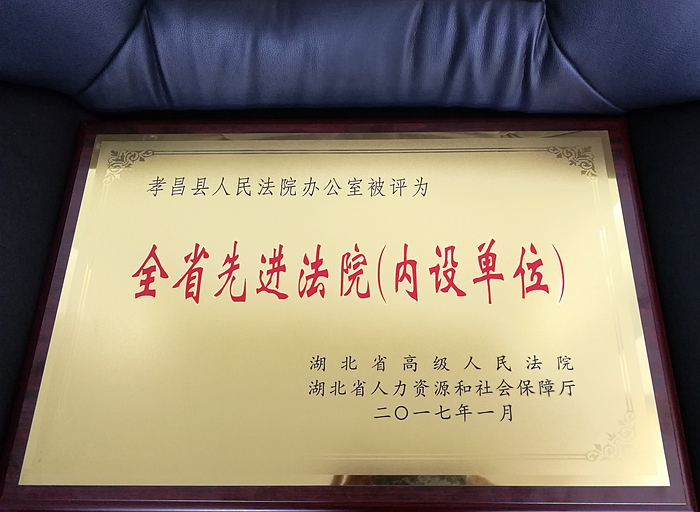 孝昌县人民法院办公室被评为
全省先进法院(内设单位)
湖北省高级人民法院
湖北省人力资源和社会保障厅
二〇一七年一月